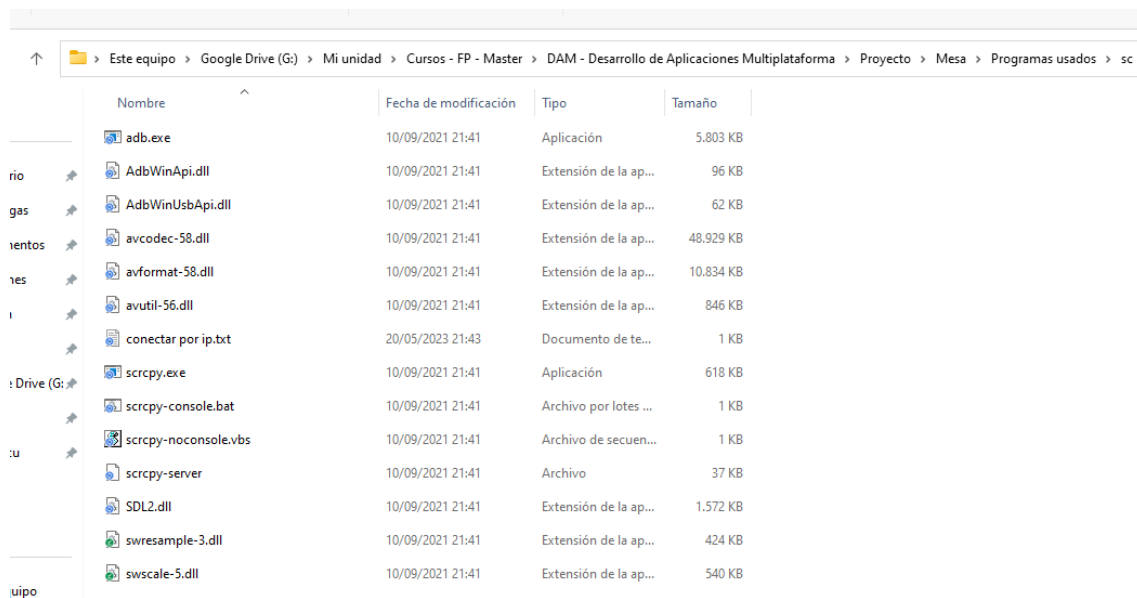 Este equipo > Google Drive (G:) > Mi unidad > Cursos - FP - Master > DAM - Desarrollo de Aplicaciones Multiplataforma > Proyecto > Mesa > Programas usados > sc
Nombre Fecha de modificación Tipo Tamaño
adb.exe 10/09/2021 21:41 Aplicación 5.803 KB
rio AdbWinApi.dll 10/09/2021 21:41 Extensión de la ap... 96 KB
gas AdbWinUsbApi.dll 10/09/2021 21:41 Extensión de la ap... 62 KB
nentos avcodec-58.dll 10/09/2021 21:41 Extensión de la ap... 48.929 KB
nes avformat-58.dll 10/09/2021 21:41 Extensión de la ap... 10.834 KB
avutil-56.dll 10/09/2021 21:41 Extensión de la ap... 846 KB
conectar por ip.txt 20/05/2023 21:43 Documento de te... 1 KB
Drive (G: scrcpy.exe 10/09/2021 21:41 Aplicación 618 KB
scrcpy-console.bat 10/09/2021 21:41 Archivo por lotes ... 1 KB
:u scrcpy-noconsole.vbs 10/09/2021 21:41 Archivo de secuen... 1 KB
scrcpy-server 10/09/2021 21:41 Archivo 37 KB
SDL2.dll 10/09/2021 21:41 Extensión de la ap... 1.572 KB
swresample-3.dll 10/09/2021 21:41 Extensión de la ap... 424 KB
swscale-5.dll 10/09/2021 21:41 Extensión de la ap... 540 KB
quipo